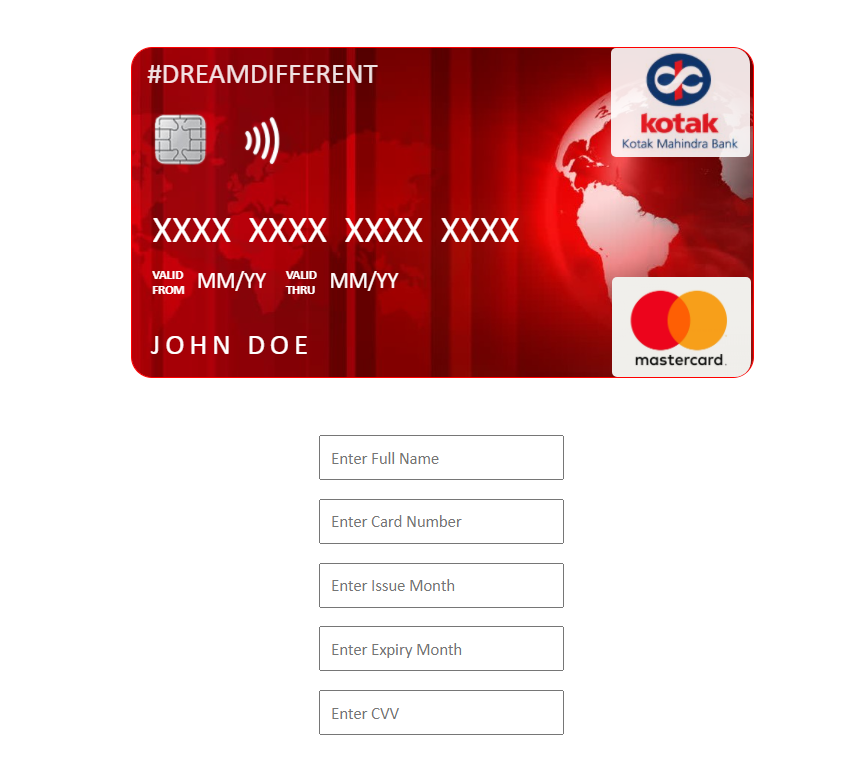 #DREAMDIFFERENT
kotak
Kotak Mahindra Bank
XXXX XXXX XXXX XXXX
VALID FROM MM/YY VALID THRU MM/YY
JOHN DOE
mastercard.
Enter Full Name
Enter Card Number
Enter Issue Month
Enter Expiry Month
Enter CVV